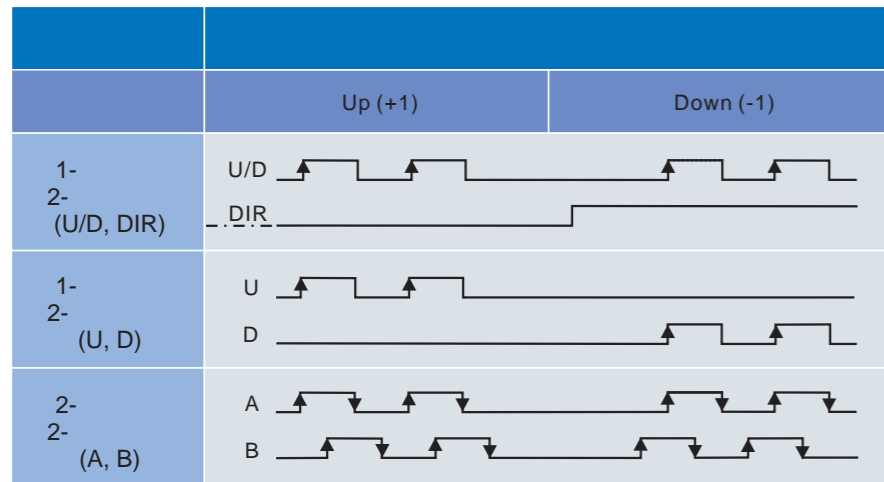 Up (+1)
Down (-1)
1-
2-
(U/D, DIR)
U/D
DIR
1-
2-
(U, D)
U
D
2-
2-
(A, B)
A
B